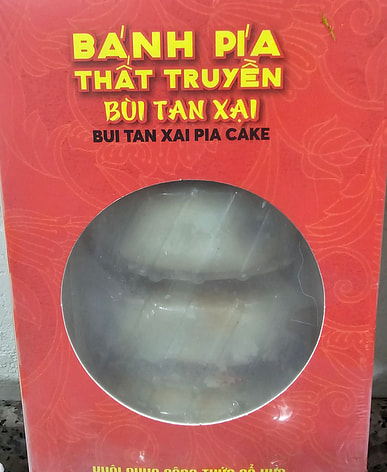 BÁNH PÍA
THẤT TRUYỀN
BÙI TAN XẠI
BUI TAN XAI PIA CAKE